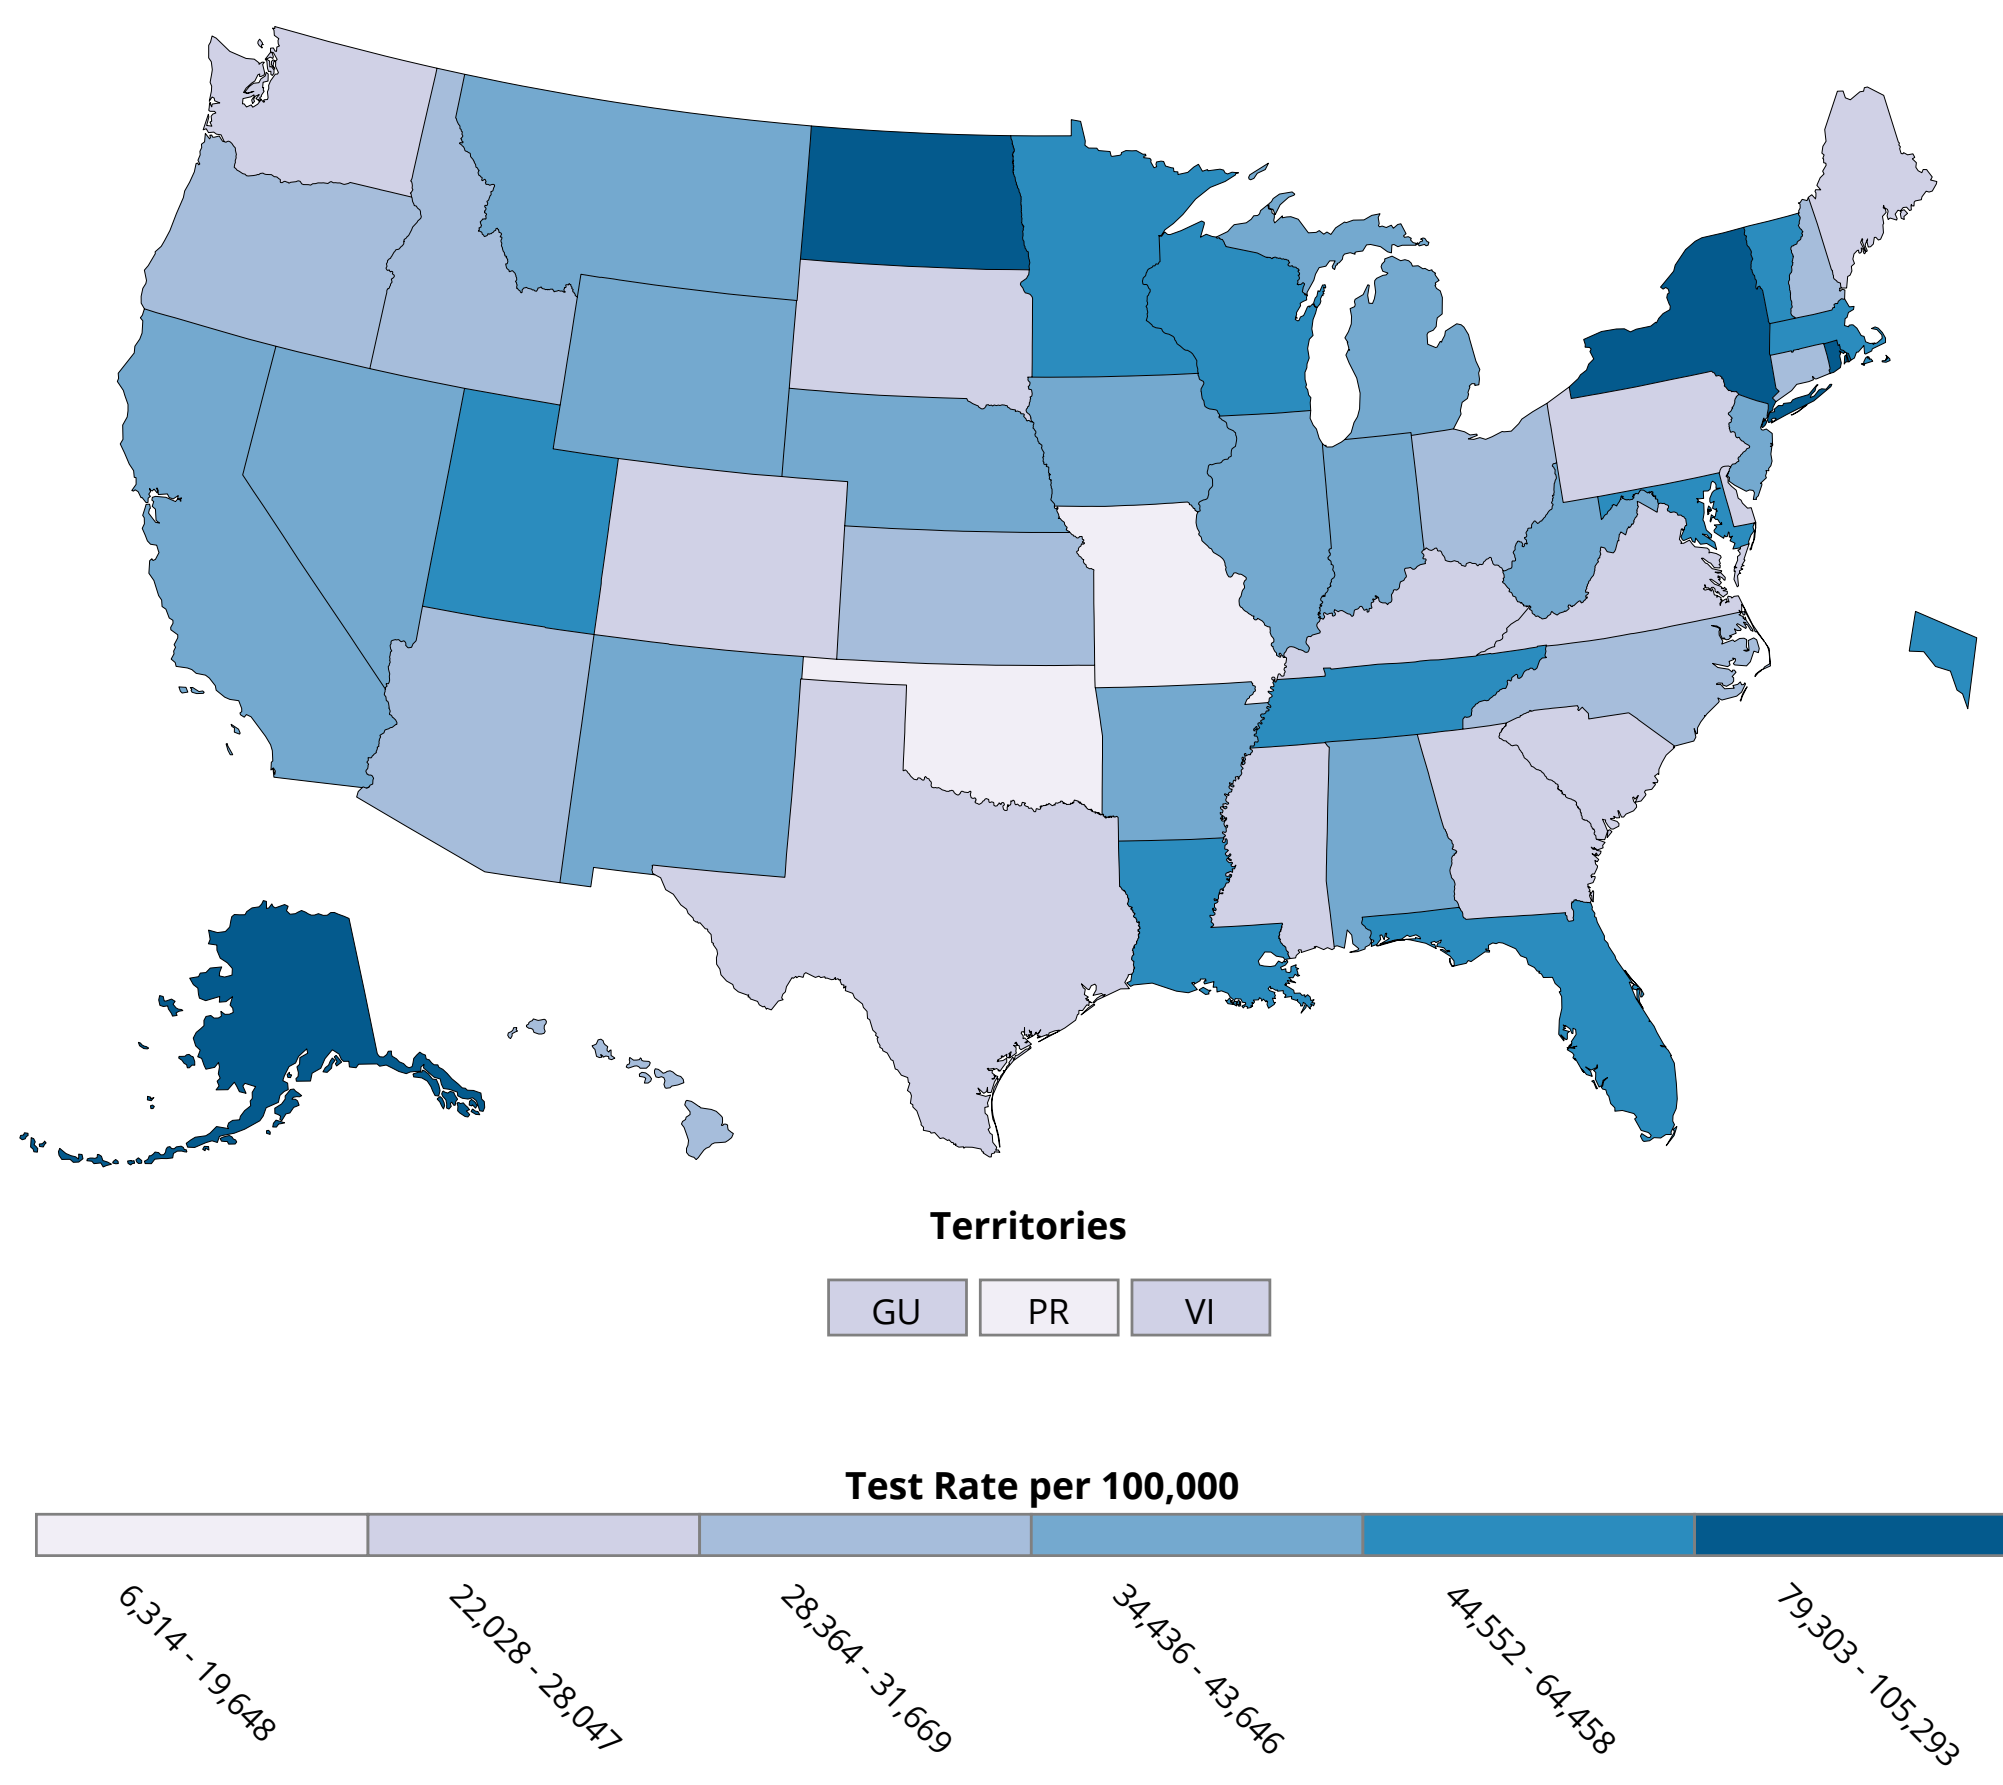 Territories
GU
PR
VI
Test Rate per 100,000
6,314 - 19,648
22,028 - 28,047
28,364 - 31,669
34,436 - 43,646
44,552 - 64,458
79,303 - 105,293